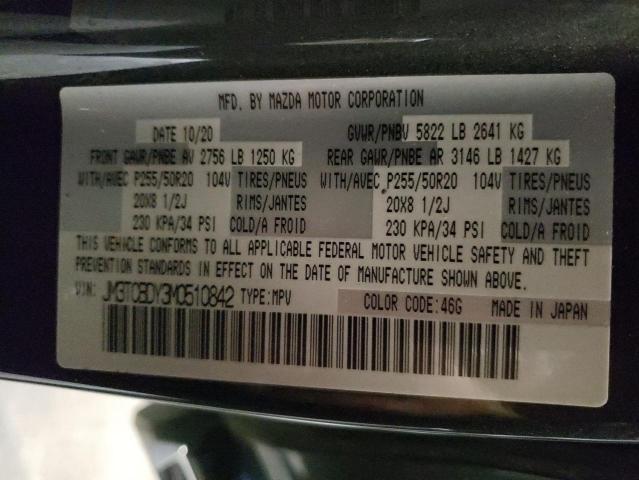 MFD. BY MAZDA MOTOR CORPORATION
DATE 10/20 GVWR/PNBV 5822 LB 2641 KG
FRONT GAWR/PNBE AV 2756 LB 1250 KG REAR GAWR/PNBE AR 3146 LB 1427 KG
WITH/AVEC P255/50R20 104V TIRES/PNEUS WITH/AVEC P255/50R20 104V TIRES/PNEUS
20X8 1/2J RIMS/JANTES 20X8 1/2J RIMS/JANTES
230 KPA/34 PSI COLD/A FROID 230 KPA/34 PSI COLD/A FROID
THIS VEHICLE CONFORMS TO ALL APPLICABLE FEDERAL MOTOR VEHICLE SAFETY AND THEFT
PREVENTION STANDARDS IN EFFECT ON THE DATE OF MANUFACTURE SHOWN ABOVE.
VIN: JM3TCBDY3M0510842 TYPE:MPV COLOR CODE:46G MADE IN JAPAN